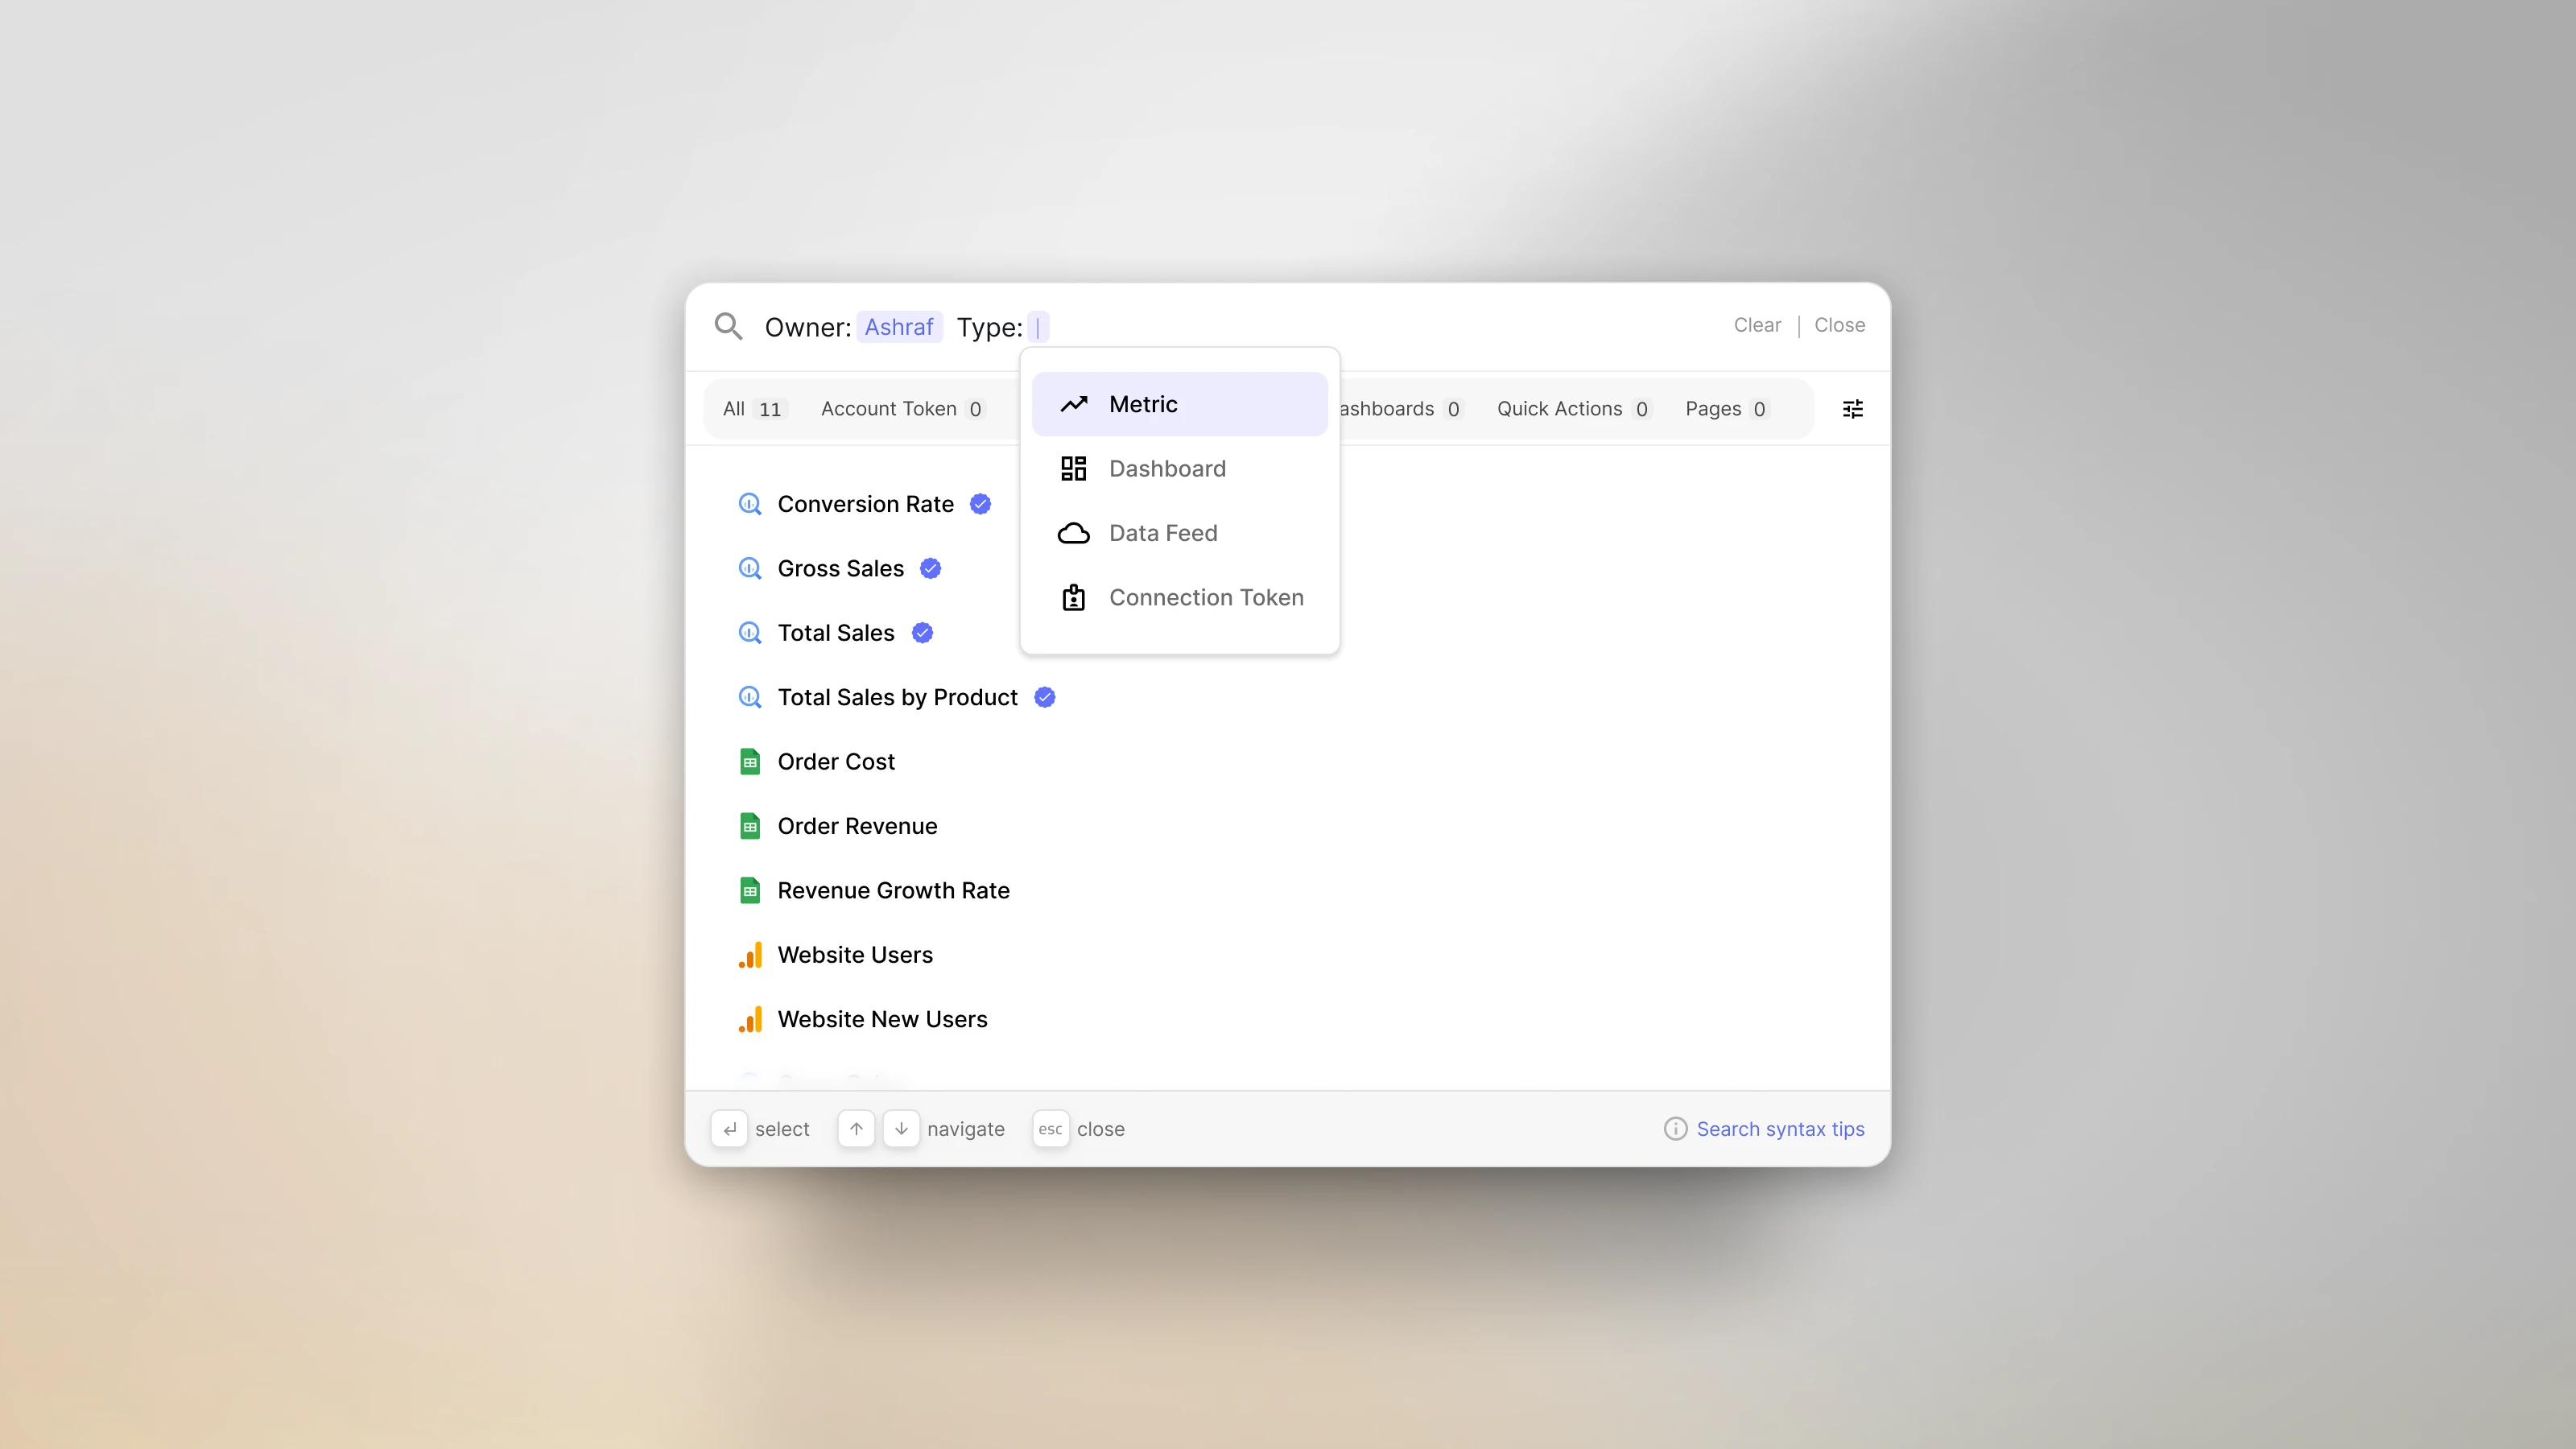 Owner: Ashraf Type: |
Clear | Close
All 11 Account Token 0 ashboards 0 Quick Actions 0 Pages 0
Metric
Dashboard
Data Feed
Connection Token
Conversion Rate
Gross Sales
Total Sales
Total Sales by Product
Order Cost
Order Revenue
Revenue Growth Rate
Website Users
Website New Users
select navigate esc close
Search syntax tips